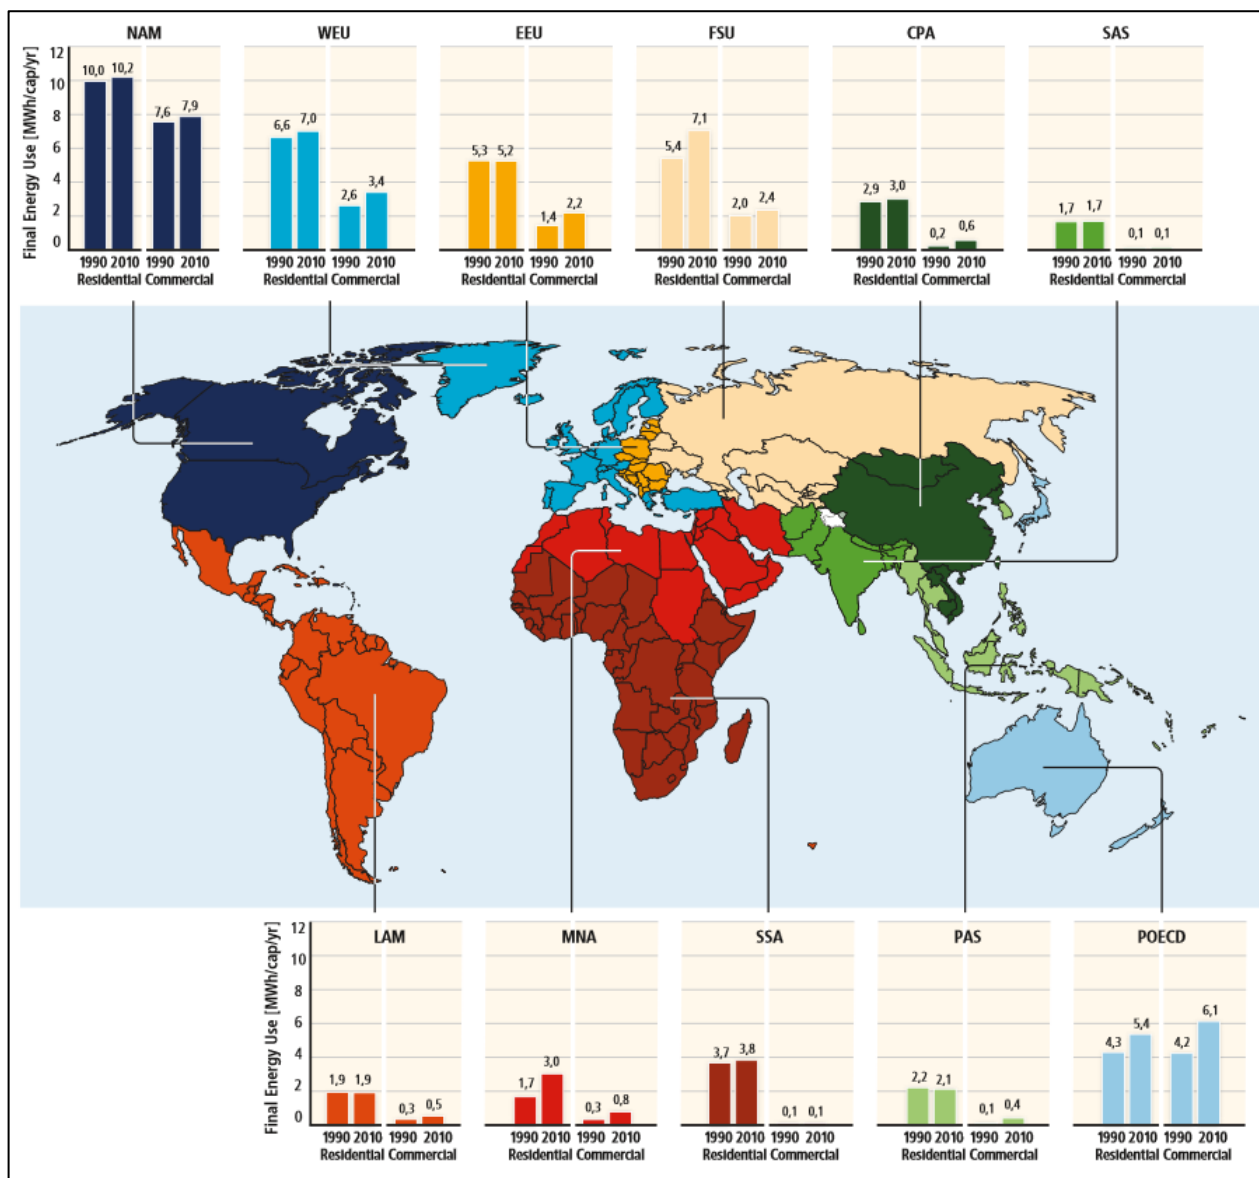 NAM WEU EEU FSU CPA SAS
Final Energy Use [MWh/cap/yr]
12
10
8
6
4
2
0
10,0 10,2 7,6 7,9
6,6 7,0 2,6 3,4
5,3 5,2 1,4 2,2
5,4 7,1 2,0 2,4
2,9 3,0 0,2 0,6
1,7 1,7 0,1 0,1
1990 2010 1990 2010 1990 2010 1990 2010 1990 2010 1990 2010 1990 2010 1990 2010 1990 2010 1990 2010 1990 2010 1990 2010
Residential Commercial Residential Commercial Residential Commercial Residential Commercial Residential Commercial Residential Commercial
LAM MNA SSA PAS POECD
Final Energy Use [MWh/cap/yr]
12
10
8
6
4
2
0
1,9 1,9 0,3 0,5
1,7 3,0 0,3 0,8
3,7 3,8 0,1 0,1
2,2 2,1 0,1 0,4
4,3 5,4 4,2 6,1
1990 2010 1990 2010 1990 2010 1990 2010 1990 2010 1990 2010 1990 2010 1990 2010 1990 2010 1990 2010
Residential Commercial Residential Commercial Residential Commercial Residential Commercial Residential Commercial